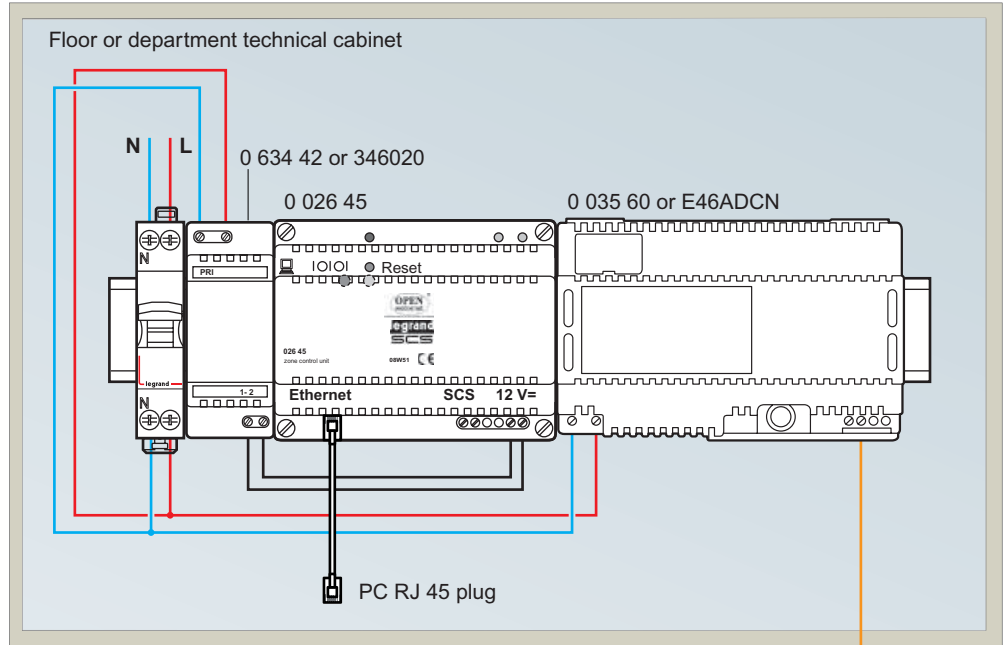 Floor or department technical cabinet
N L
0 634 42 or 346020
0 026 45
0 035 60 or E46ADCN
N
PRI
IOIOI Reset
OPEN
legrand
SCS
026 45
zone control unit
08W51 CE
legrand
1-2
N
Ethernet SCS 12 V=
PC RJ 45 plug